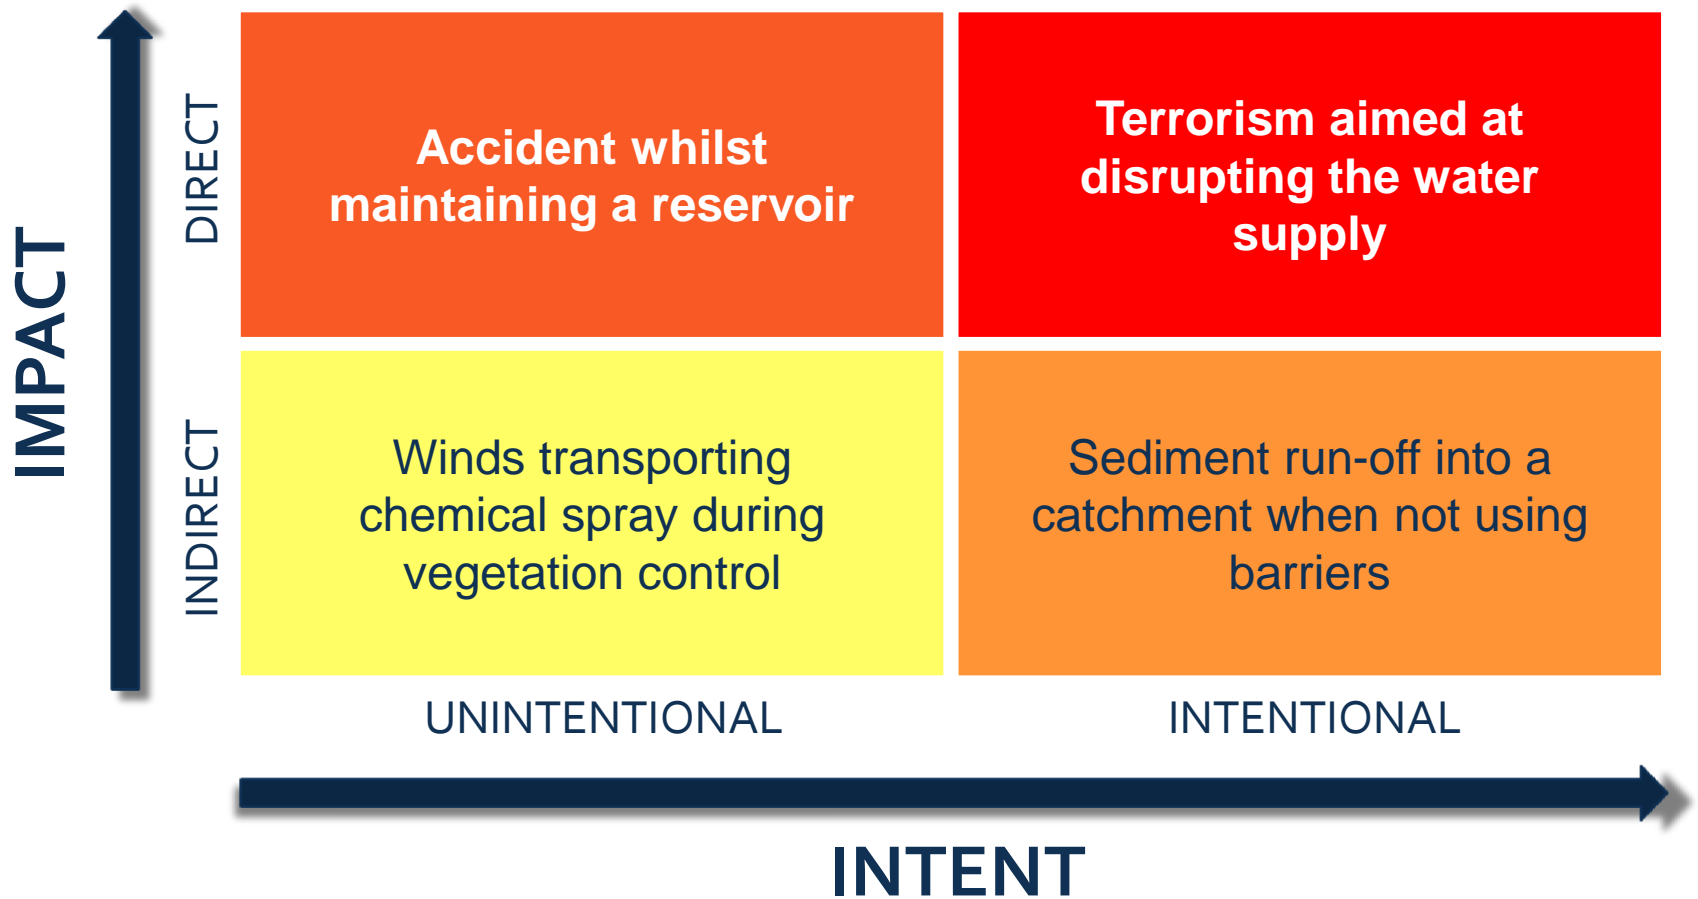 IMPACT
DIRECT
Accident whilst
maintaining a reservoir
Terrorism aimed at
disrupting the water
supply
INDIRECT
Winds transporting
chemical spray during
vegetation control
Sediment run-off into a
catchment when not using
barriers
UNINTENTIONAL
INTENTIONAL
INTENT